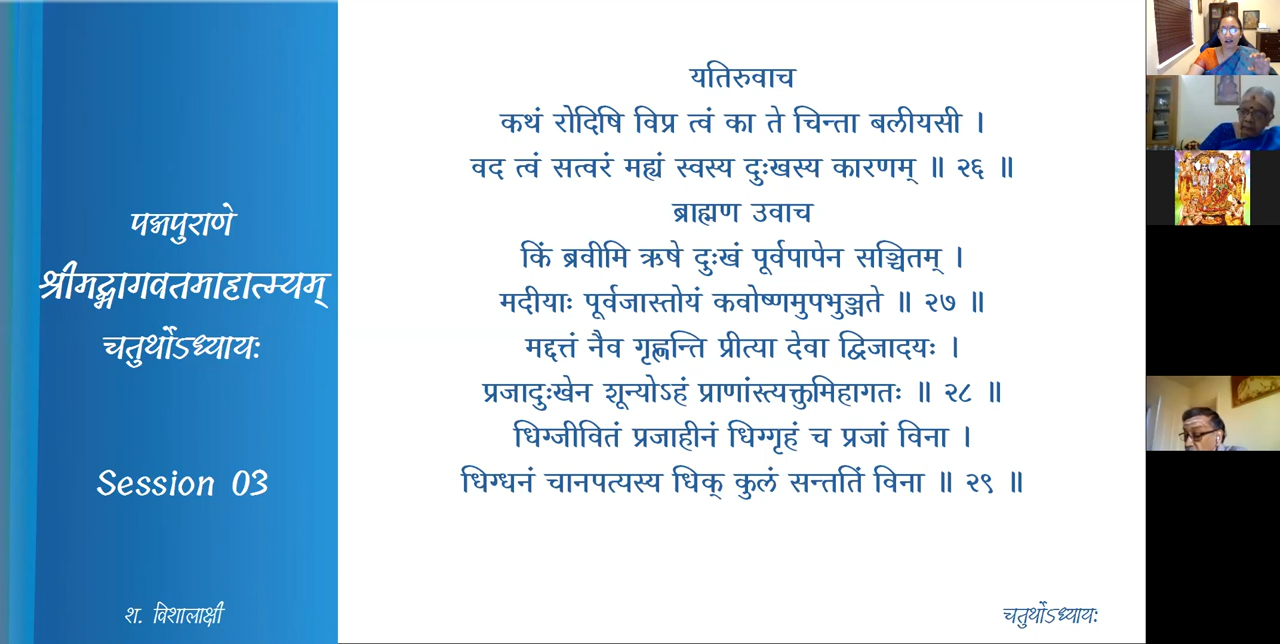 पद्मपुराणे
श्रीमद्भागवतमाहात्म्यम्
चतुर्थोऽध्यायः
Session 03
श. विशालाक्षी
यतिरुवाच
कथं रोदिषि विप्र त्वं का ते चिन्ता बलीयसी ।
वद त्वं सत्वरं मह्यं स्वस्य दुःखस्य कारणम् ॥ २६ ॥
ब्राह्मण उवाच
किं ब्रवीमि ऋषे दुःखं पूर्वपापेन सञ्चितम् ।
मदीयाः पूर्वजास्तोयं कवोष्णमुपभुञ्जते ॥ २७ ॥
मद्दत्तं नैव गृह्णन्ति प्रीत्या देवा द्विजादयः ।
प्रजादुःखेन शून्योऽहं प्राणांस्त्यक्तुमिहागतः ॥ २८ ॥
धिग्जीवितं प्रजाहीनं धिग्गृहं च प्रजां विना ।
धिग्धनं चानपत्यस्य धिक् कुलं सन्ततिं विना ॥ २९ ॥
चतुर्थोऽध्यायः